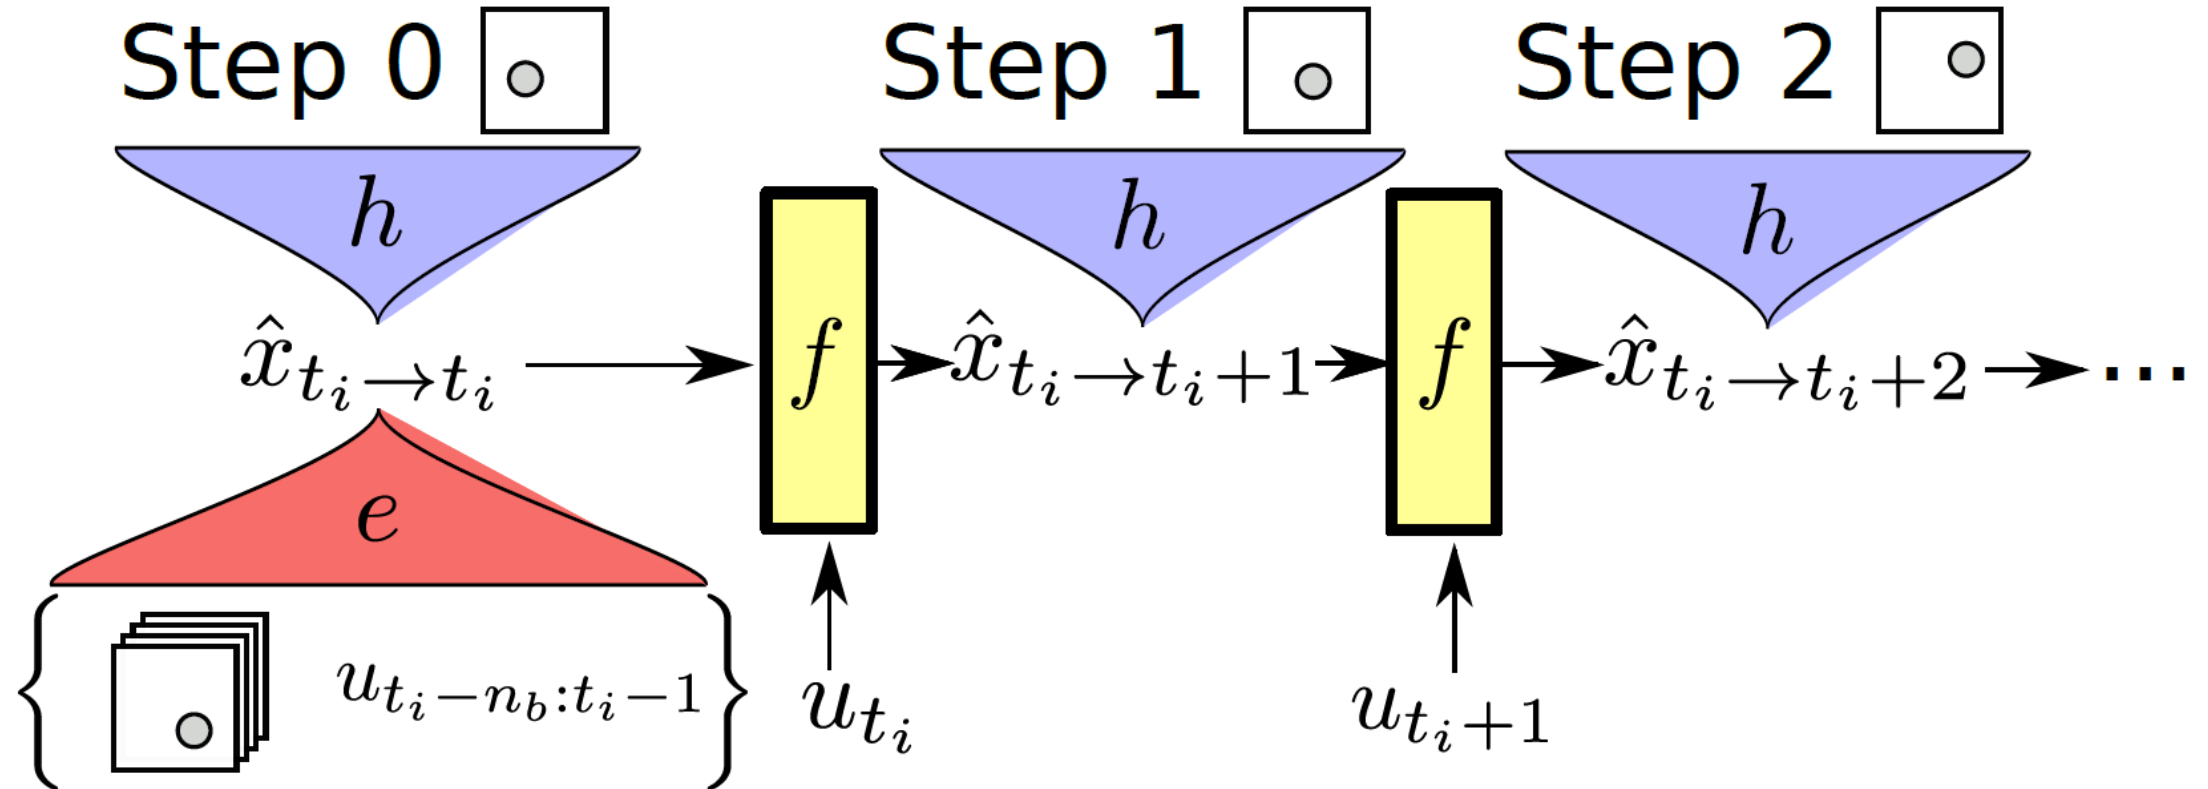 Step 0 Step 1 Step 2
h h h
f f
x̂_{t_i→t_i} x̂_{t_i→t_i+1} x̂_{t_i→t_i+2} ...
e
{ u_{t_i−n_b:t_i−1} } u_{t_i} u_{t_i+1}